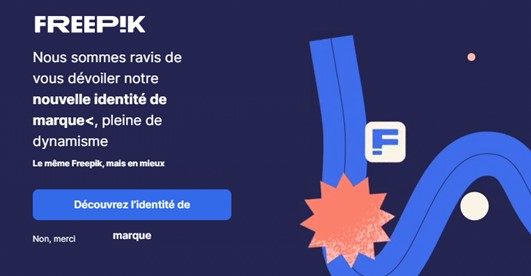 FREEP!K
Nous sommes ravis de
vous dévoiler notre
nouvelle identité de
marque<, pleine de
dynamisme
Le même Freepik, mais en mieux
Découvrez l'identité de
marque
Non, merci